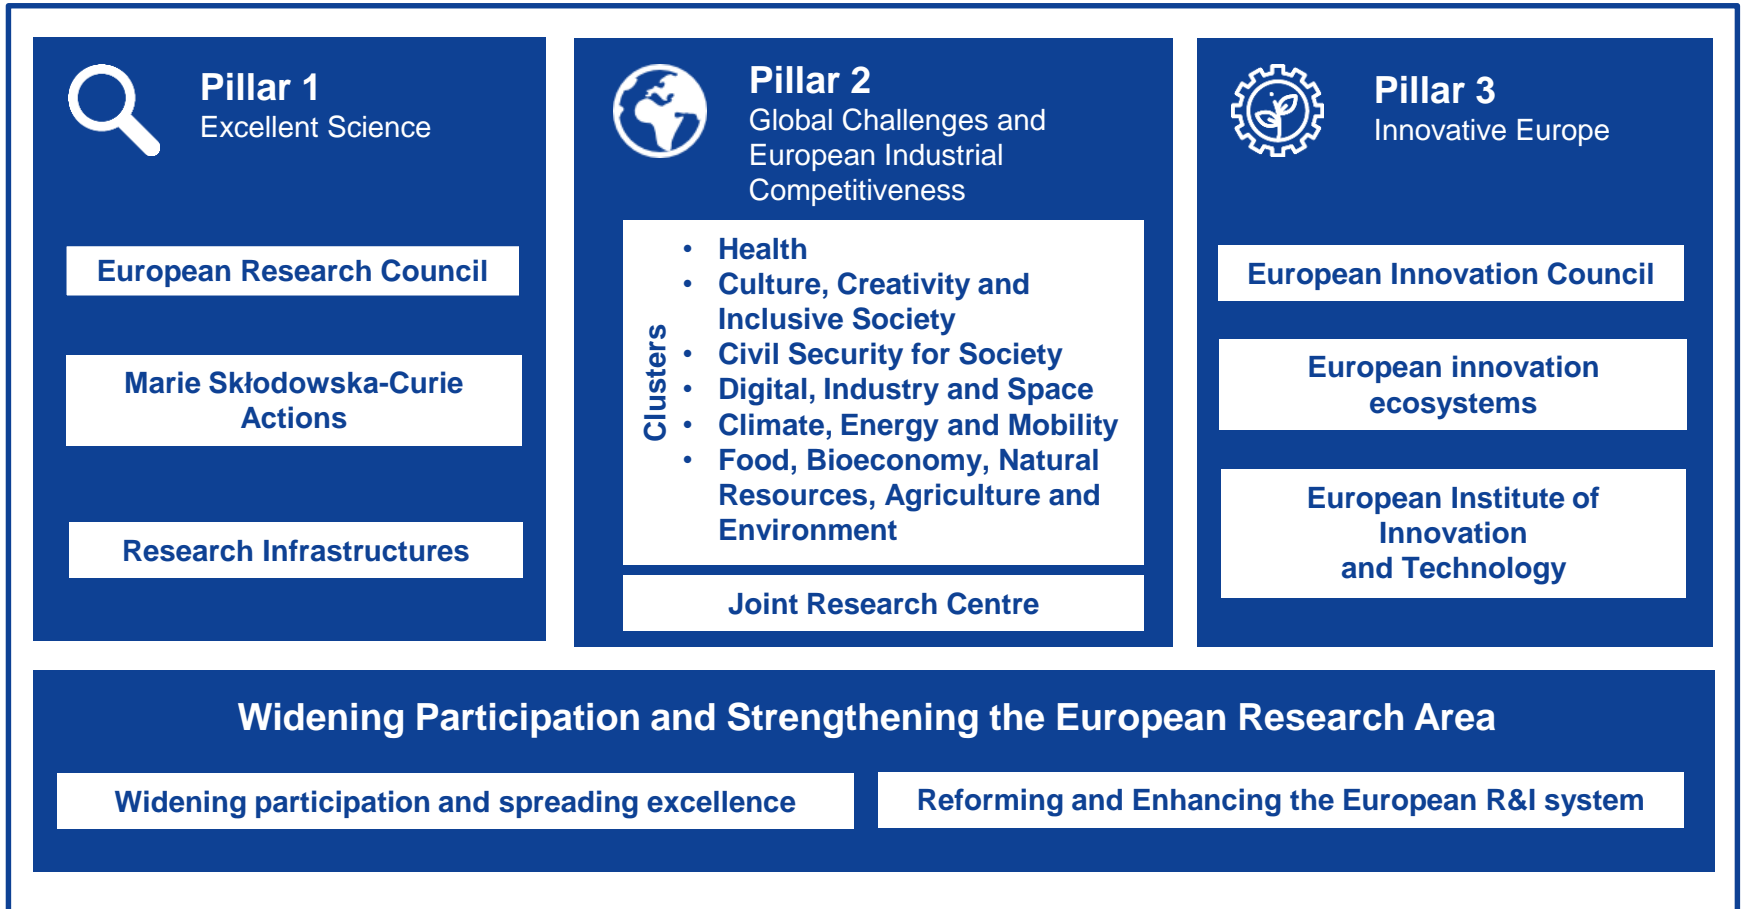 Pillar 1
Excellent Science
European Research Council
Marie Skłodowska-Curie
Actions
Research Infrastructures
Pillar 2
Global Challenges and
European Industrial
Competitiveness
Clusters
• Health
• Culture, Creativity and
Inclusive Society
• Civil Security for Society
• Digital, Industry and Space
• Climate, Energy and Mobility
• Food, Bioeconomy, Natural
Resources, Agriculture and
Environment
Joint Research Centre
Pillar 3
Innovative Europe
European Innovation Council
European innovation
ecosystems
European Institute of
Innovation
and Technology
Widening Participation and Strengthening the European Research Area
Widening participation and spreading excellence
Reforming and Enhancing the European R&I system